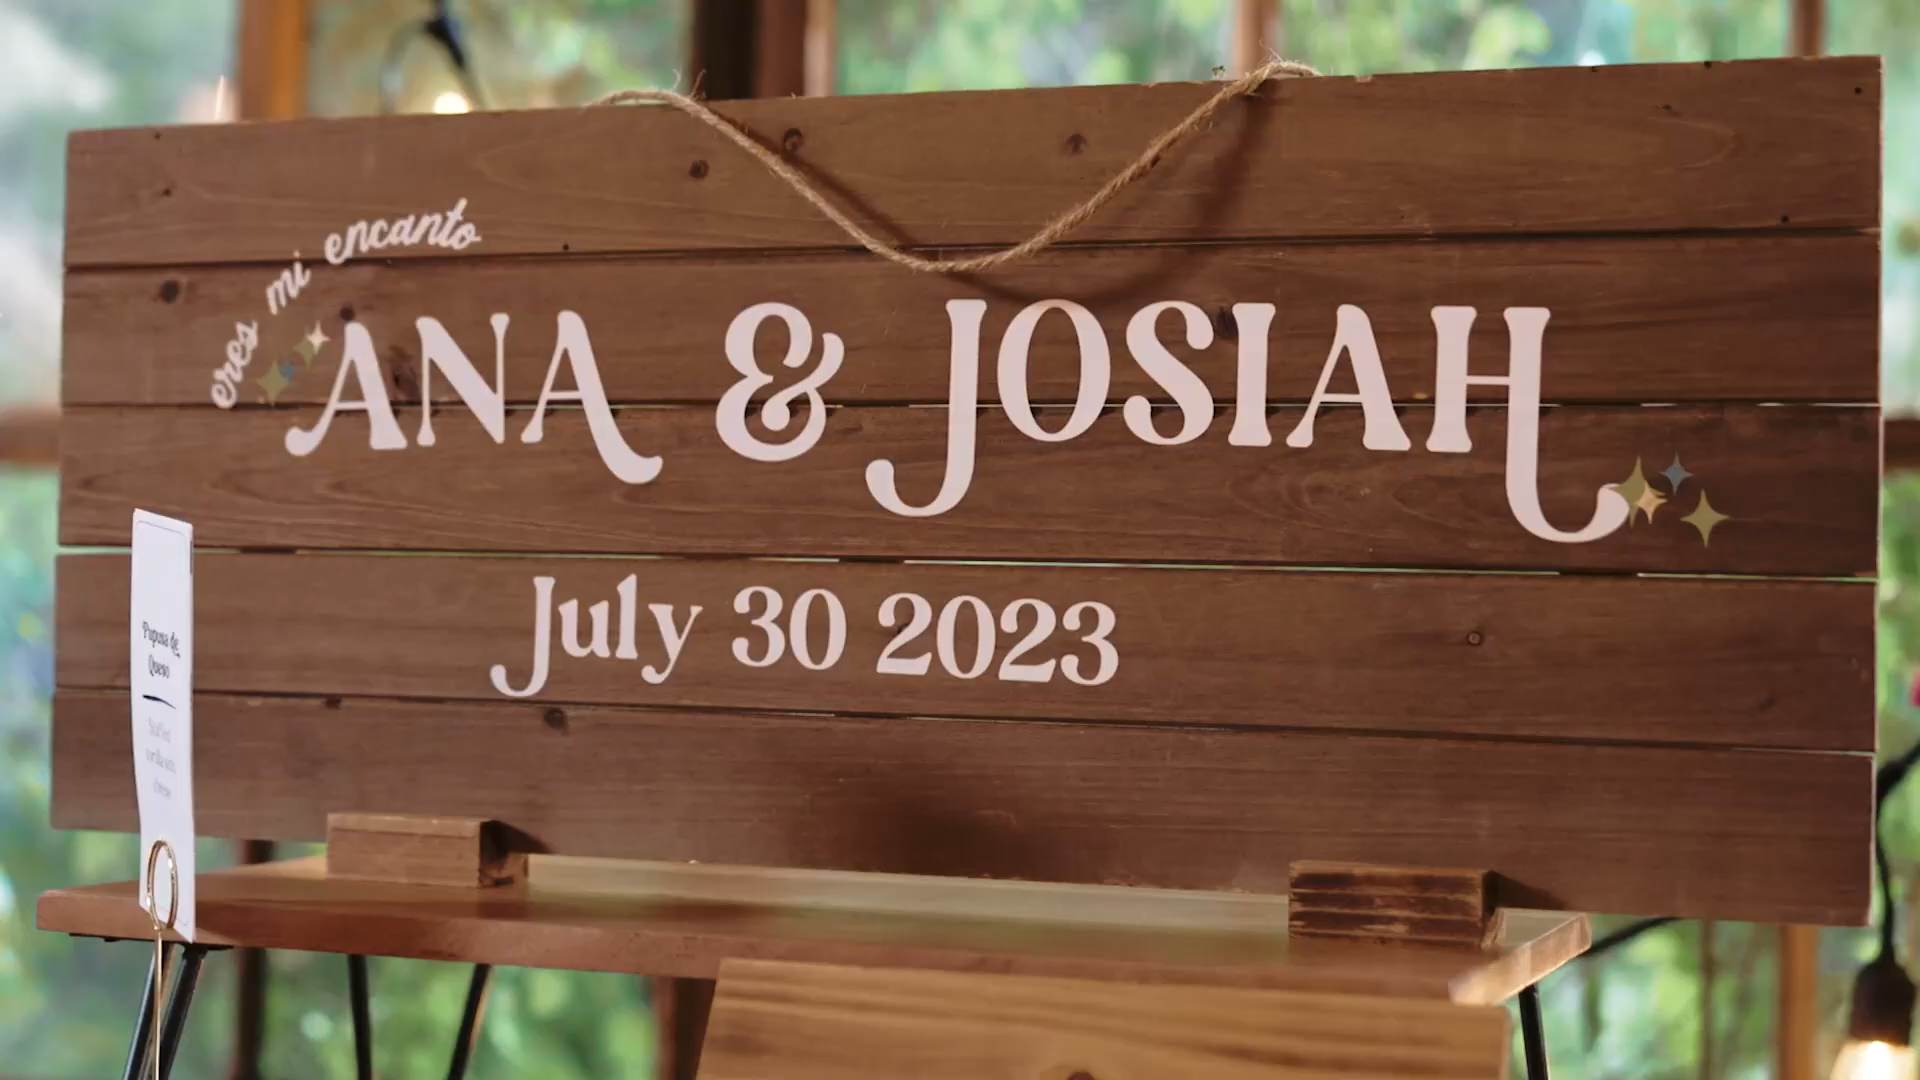 eres mi encanto
ANA & JOSIAH
July 30 2023
Pupusa de
Queso